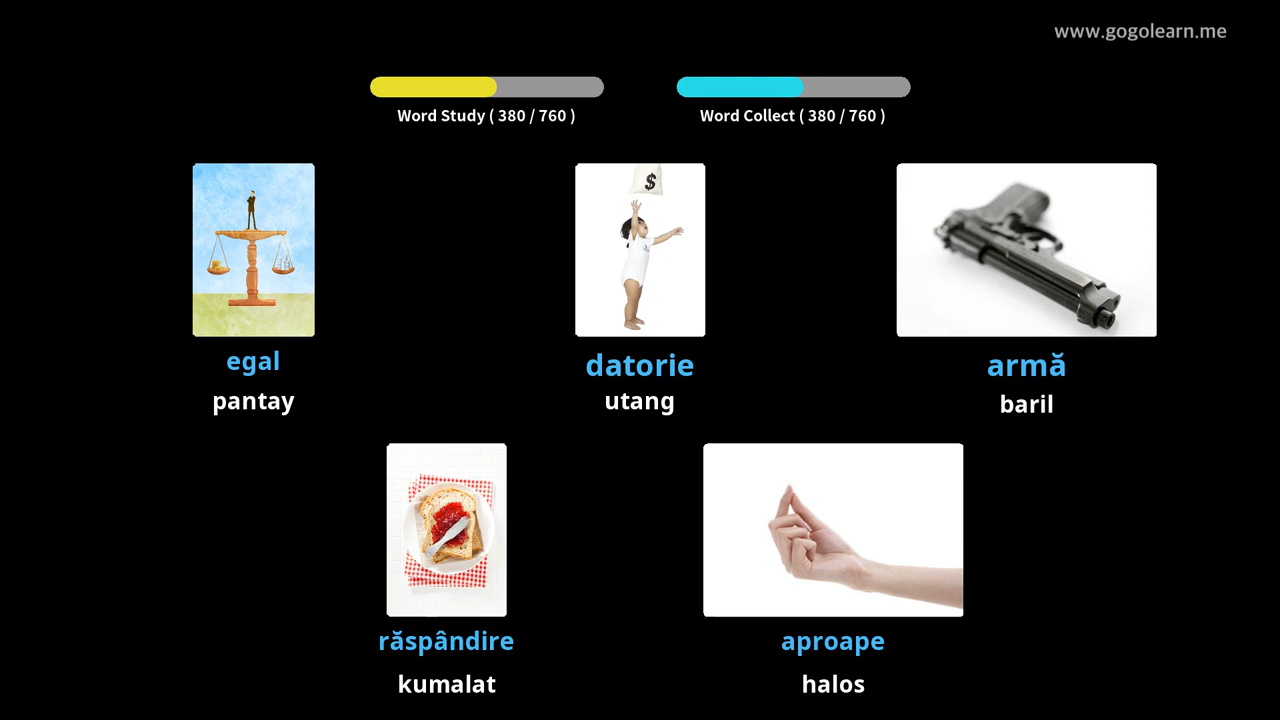 www.gogolearn.me
Word Study ( 380 / 760 )
Word Collect ( 380 / 760 )
$
egal
pantay
datorie
utang
armă
baril
răspândire
kumalat
aproape
halos